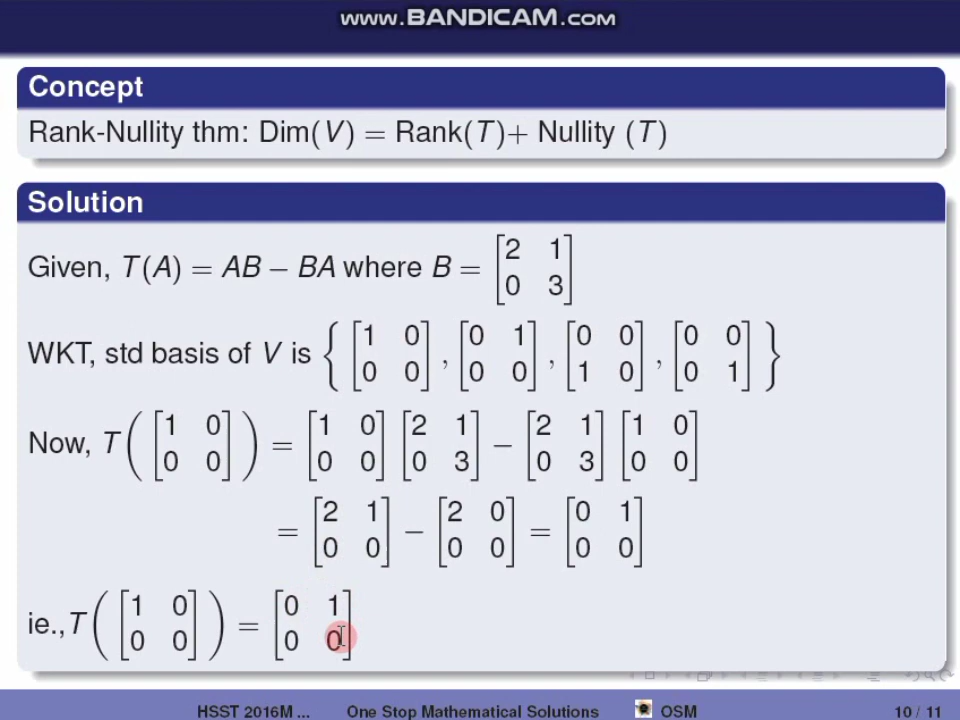 www.BANDICAM.com
Concept
Rank-Nullity thm: Dim(V) = Rank(T)+ Nullity (T)
Solution
Given, T(A) = AB − BA where B = [2 1; 0 3]
WKT, std basis of V is { [1 0; 0 0], [0 1; 0 0], [0 0; 1 0], [0 0; 0 1] }
Now, T([1 0; 0 0]) = [1 0; 0 0] [2 1; 0 3] − [2 1; 0 3] [1 0; 0 0]
= [2 1; 0 0] − [2 0; 0 0] = [0 1; 0 0]
ie.,T([1 0; 0 0]) = [0 1; 0 0]
HSST 2016M ... One Stop Mathematical Solutions OSM 10 / 11